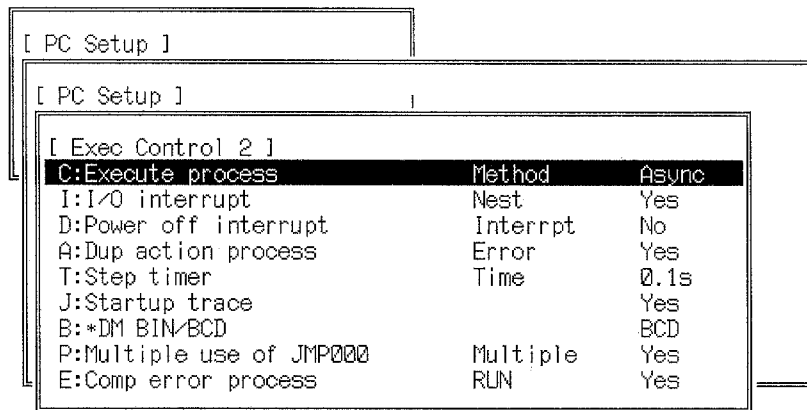 [ PC Setup ]
[ PC Setup ]
[ Exec Control 2 ]
C:Execute process Method Async
I:I/O interrupt Nest Yes
D:Power off interrupt Interrpt No
A:Dup action process Error Yes
T:Step timer Time 0.1s
J:Startup trace Yes
B:*DM BIN/BCD BCD
P:Multiple use of JMP000 Multiple Yes
E:Comp error process RUN Yes